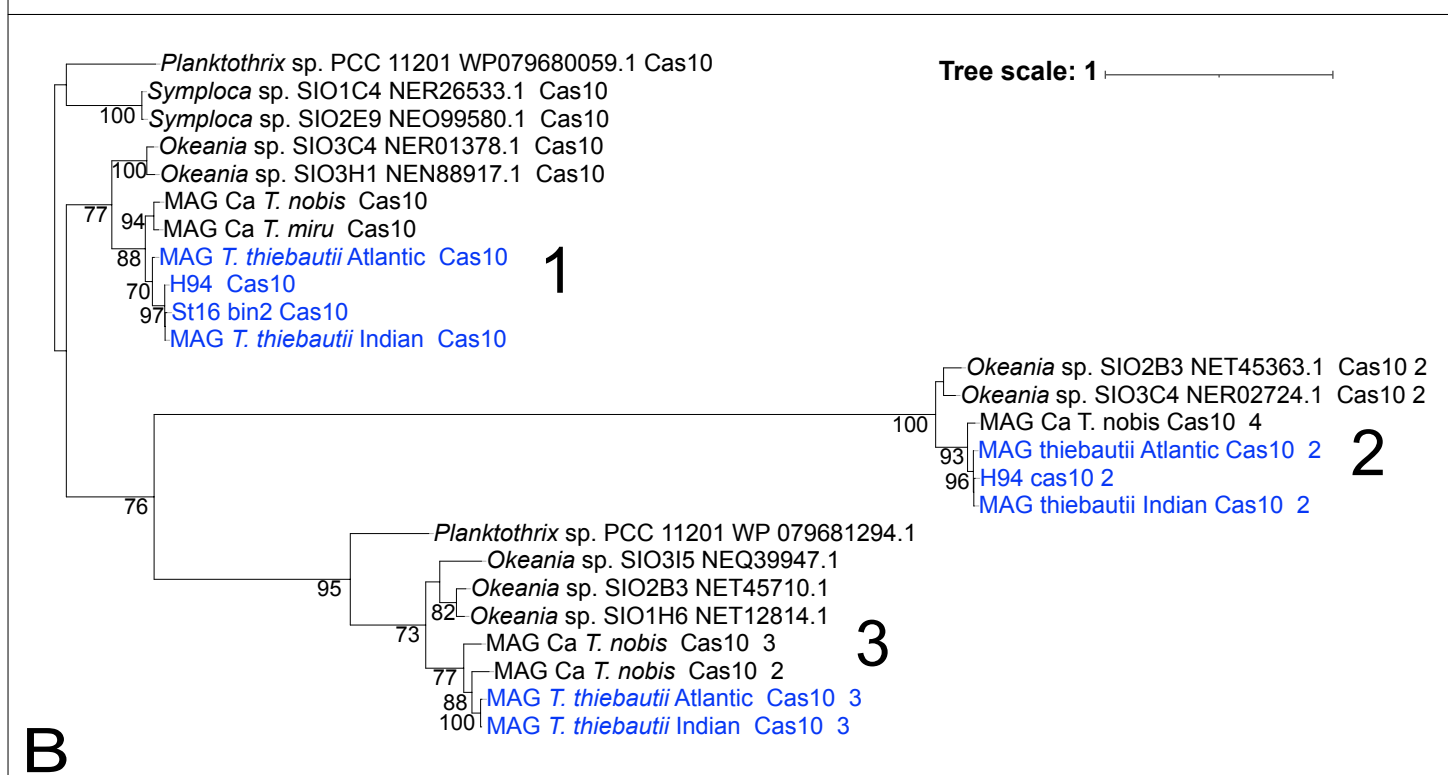 Planktothrix sp. PCC 11201 WP079680059.1 Cas10
Tree scale: 1
Symploca sp. SIO1C4 NER26533.1 Cas10
100
Symploca sp. SIO2E9 NEO99580.1 Cas10
Okeania sp. SIO3C4 NER01378.1 Cas10
100
Okeania sp. SIO3H1 NEN88917.1 Cas10
MAG Ca T. nobis Cas10
77
94
MAG Ca T. miru Cas10
88
MAG T. thiebautii Atlantic Cas10
1
H94 Cas10
70
St16 bin2 Cas10
97
MAG T. thiebautii Indian Cas10
Okeania sp. SIO2B3 NET45363.1 Cas10 2
Okeania sp. SIO3C4 NER02724.1 Cas10 2
100
MAG Ca T. nobis Cas10 4
MAG thiebautii Atlantic Cas10 2
93
2
H94 cas10 2
96
MAG thiebautii Indian Cas10 2
76
Planktothrix sp. PCC 11201 WP 079681294.1
Okeania sp. SIO3I5 NEQ39947.1
95
Okeania sp. SIO2B3 NET45710.1
82
Okeania sp. SIO1H6 NET12814.1
73
MAG Ca T. nobis Cas10 3
3
MAG Ca T. nobis Cas10 2
77
MAG T. thiebautii Atlantic Cas10 3
88
MAG T. thiebautii Indian Cas10 3
100
B